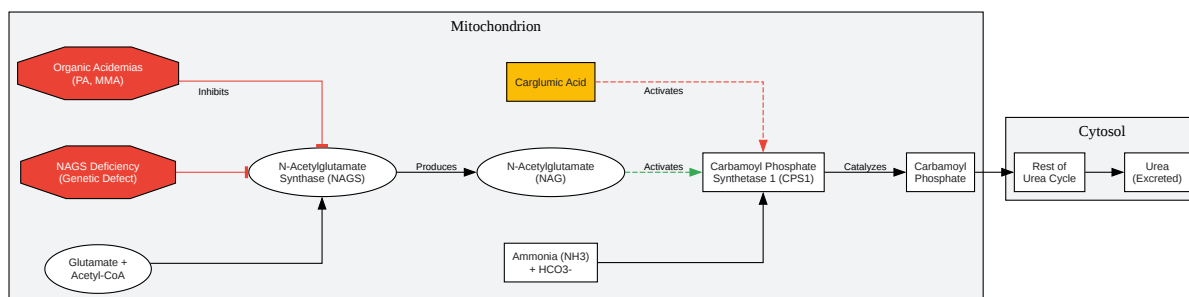 Mitochondrion
Organic Acidemias
(PA, MMA)
Inhibits
Carglumic Acid
Activates
Cytosol
NAGS Deficiency
(Genetic Defect)
N-Acetylglutamate
Synthase (NAGS)
Produces
N-Acetylglutamate
(NAG)
Activates
Carbamoyl Phosphate
Synthetase 1 (CPS1)
Catalyzes
Carbamoyl
Phosphate
Rest of
Urea Cycle
Urea
(Excreted)
Glutamate +
Acetyl-CoA
Ammonia (NH3)
+ HCO3-